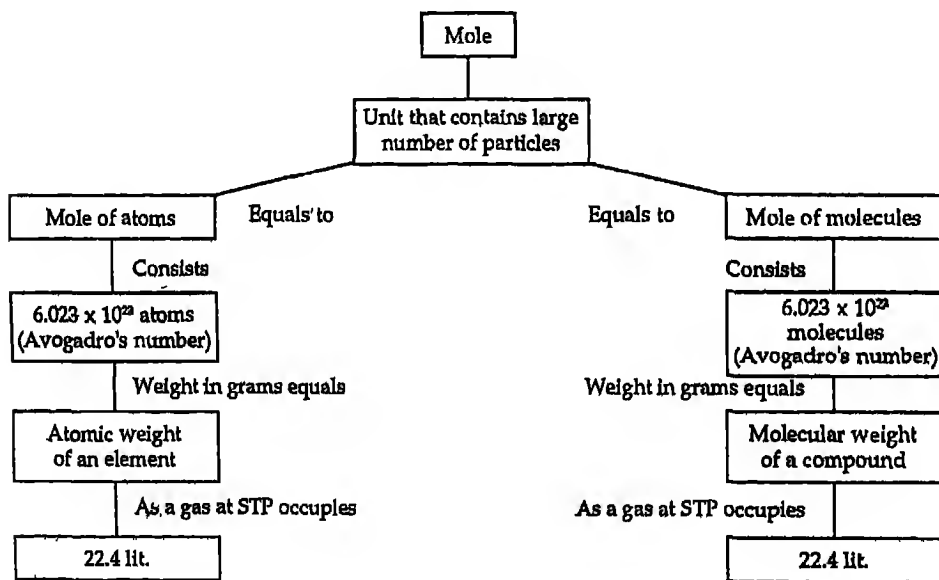 Mole
Unit that contains large
number of particles
Mole of atoms
Equals to
Equals to
Mole of molecules
Consists
Consists
6.023 x 10²³ atoms
(Avogadro's number)
6.023 x 10²³
molecules
(Avogadro's number)
Weight in grams equals
Weight in grams equals
Atomic weight
of an element
Molecular weight
of a compound
As a gas at STP occupies
As a gas at STP occupies
22.4 lit.
22.4 lit.